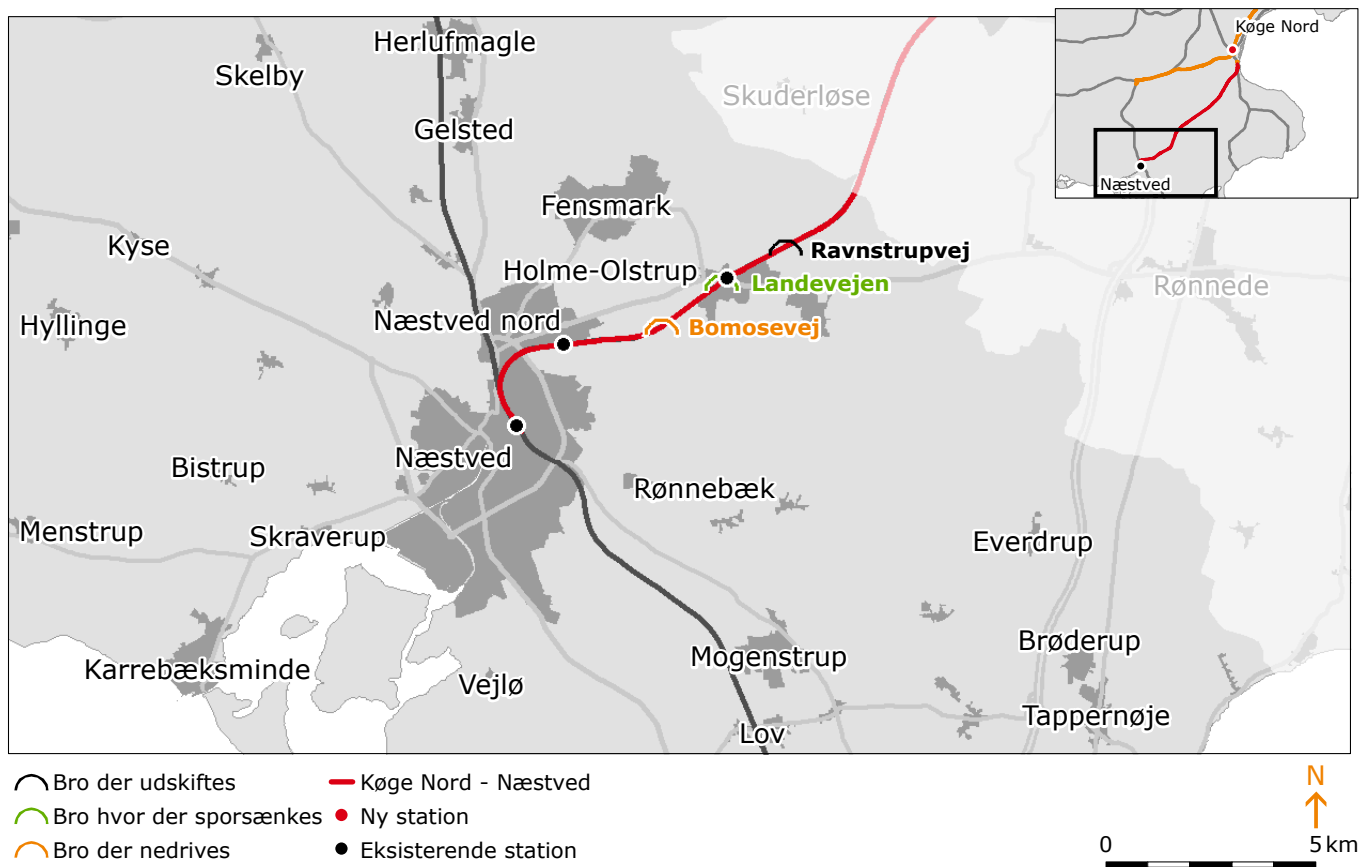 Herlufmagle
Skelby
Gelsted
Skuderløse
Køge Nord
Næstved
Fensmark
Kyse
Ravnstrupvej
Holme-Olstrup
Landevejen
Rønnede
Hyllinge
Næstved nord
Bomosevej
Næstved
Bistrup
Rønnebæk
Menstrup
Skraverup
Everdrup
Karrebæksminde
Vejlø
Mogenstrup
Brøderup
Tappernøje
Lov
Bro der udskiftes
Køge Nord - Næstved
Bro hvor der sporsænkes
Ny station
Bro der nedrives
Eksisterende station
N
0 5 km